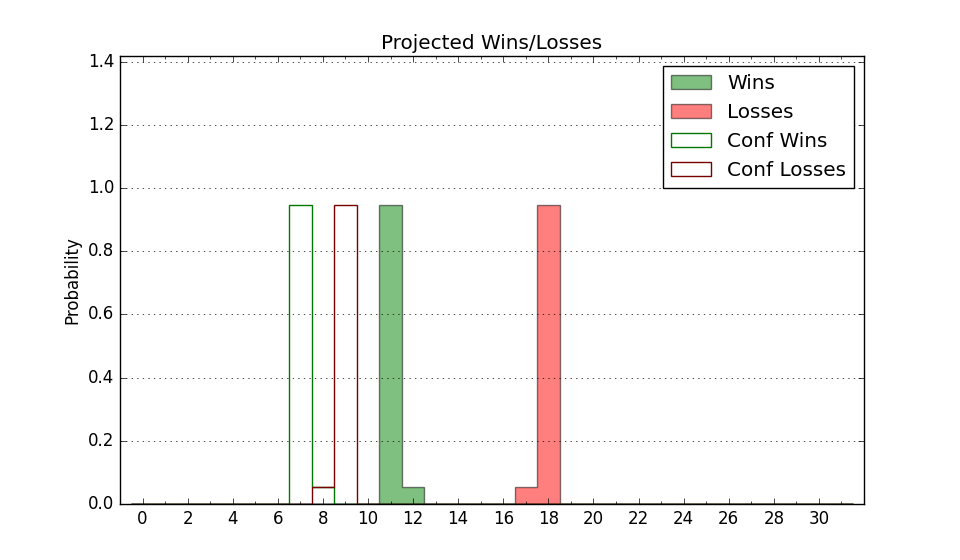 Projected Wins/Losses
1.4
1.2
1.0
0.8
0.6
0.4
0.2
0.0
Probability
Wins
Losses
Conf Wins
Conf Losses
0 2 4 6 8 10 12 14 16 18 20 22 24 26 28 30